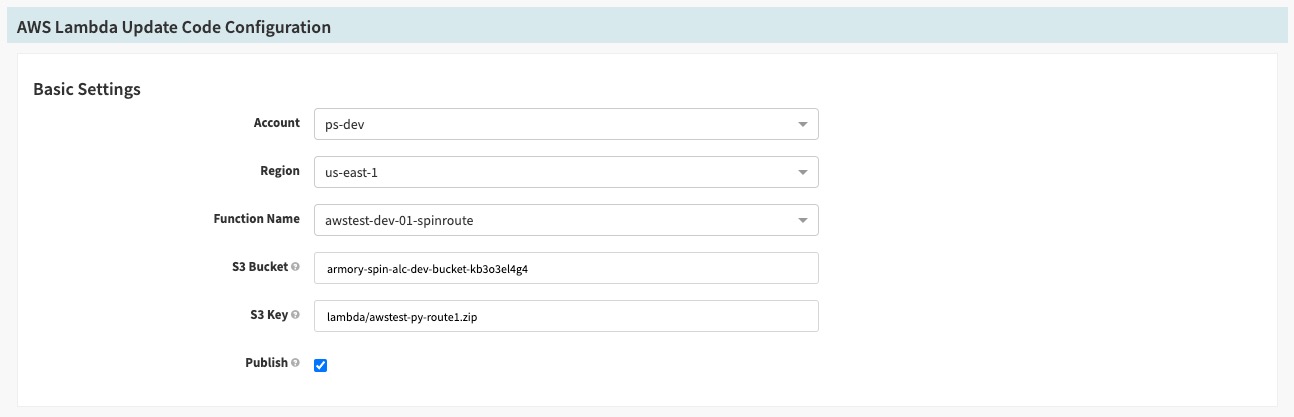 AWS Lambda Update Code Configuration
Basic Settings
Account ps-dev
Region us-east-1
Function Name awstest-dev-01-spinroute
S3 Bucket armory-spin-alc-dev-bucket-kb3o3el4g4
S3 Key lambda/awstest-py-route1.zip
Publish